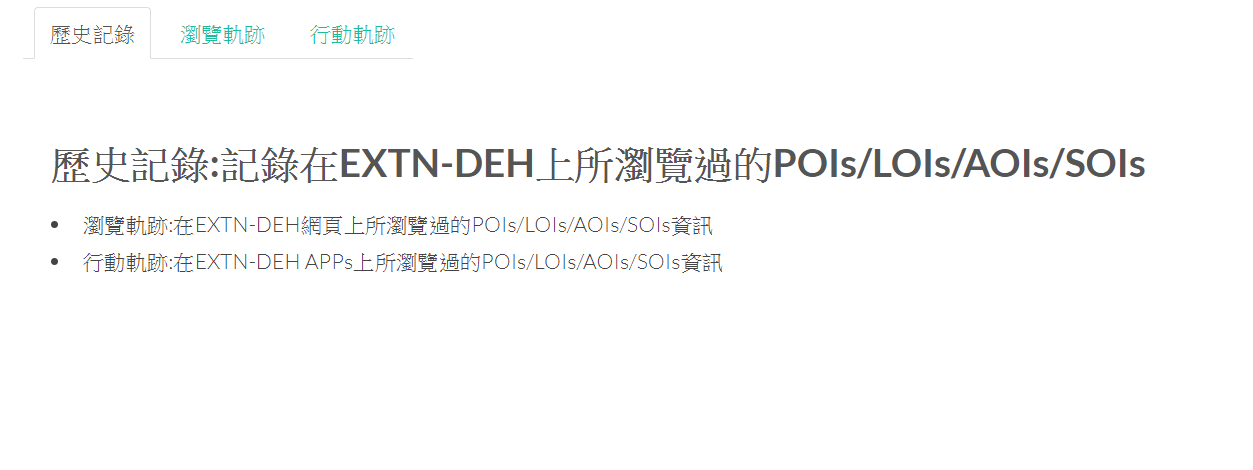 歷史記錄 瀏覽軌跡 行動軌跡
歷史記錄:記錄在EXTN-DEH上所瀏覽過的POIs/LOIs/AOIs/SOIs
• 瀏覽軌跡:在EXTN-DEH網頁上所瀏覽過的POIs/LOIs/AOIs/SOIs資訊
• 行動軌跡:在EXTN-DEH APPs上所瀏覽過的POIs/LOIs/AOIs/SOIs資訊